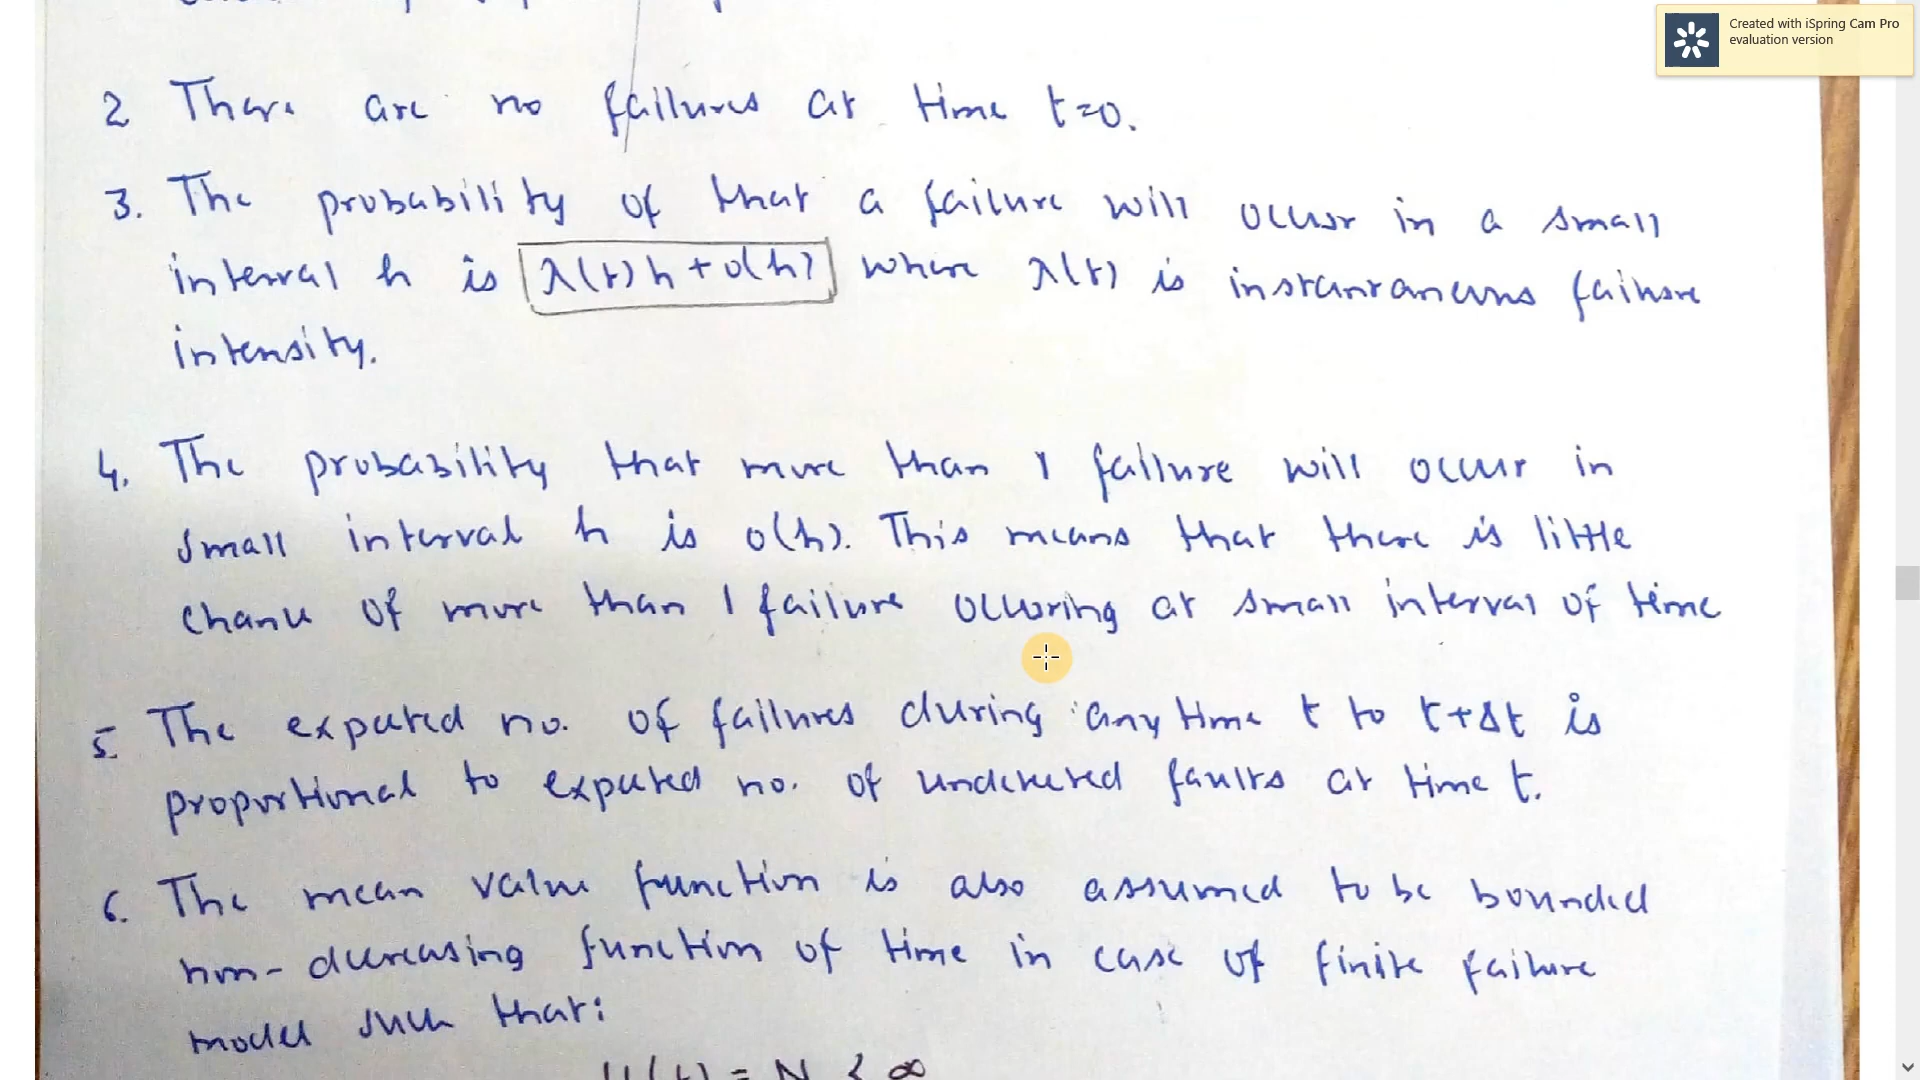 Created with iSpring Cam Pro
evaluation version
2 There are no failures at time t=0.
3. The probability of that a failure will occur in a small
interval h is λ(t)h + o(h) where λ(t) is instantaneous failure
intensity.
4. The probability that more than 1 failure will occur in
small interval h is o(h). This means that there is little
chance of more than 1 failure occuring at small interval of time
5. The expected no. of failures during any time t to t+Δt is
proportional to expected no. of undetected faults at time t.
6. The mean value function is also assumed to be bounded
non-decreasing function of time in case of finite failure
model such that:
= N < ∞